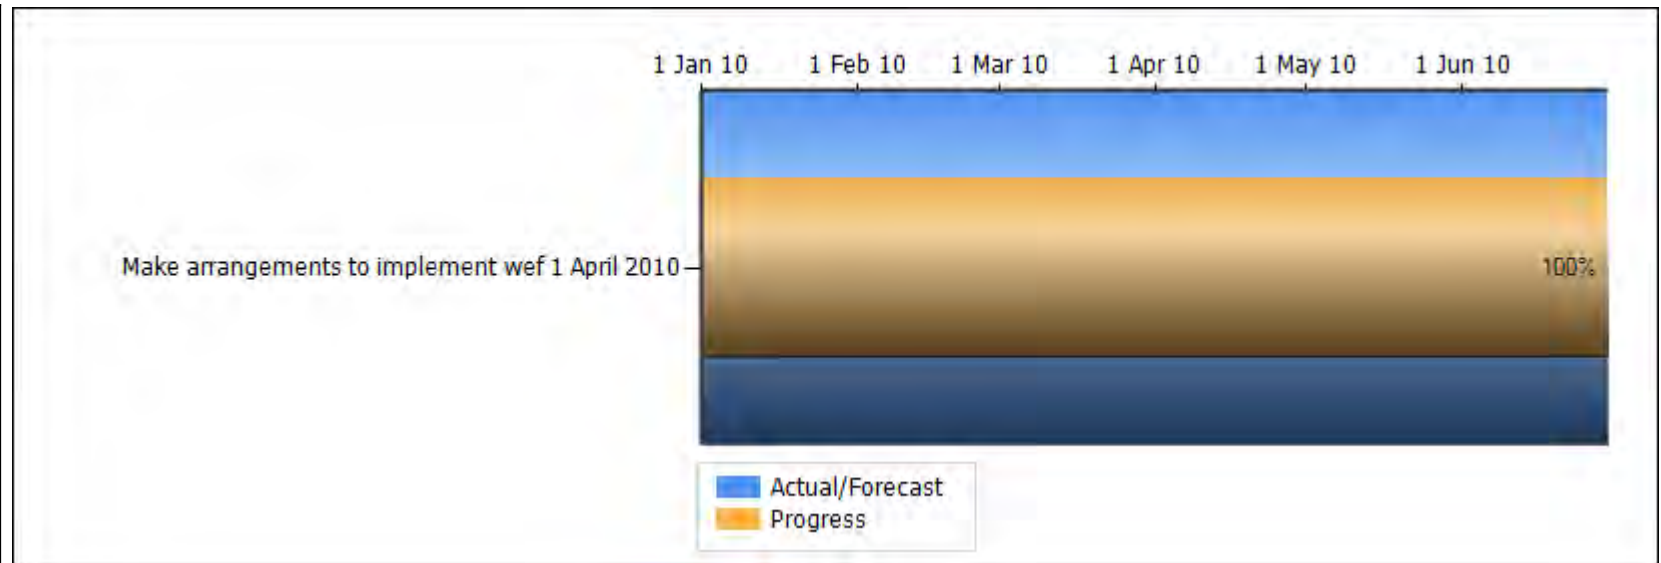 1 Jan 10 1 Feb 10 1 Mar 10 1 Apr 10 1 May 10 1 Jun 10
Make arrangements to implement wef 1 April 2010
100%
Actual/Forecast
Progress